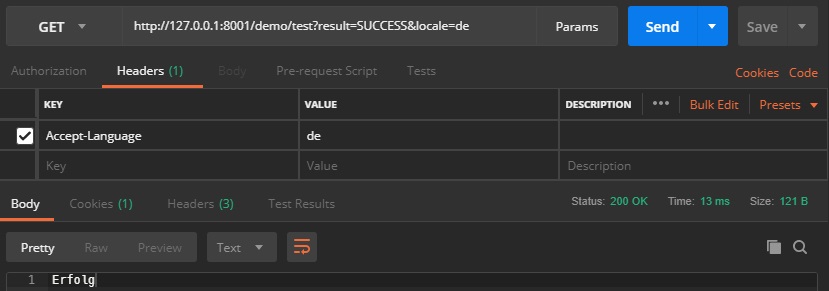 GET http://127.0.0.1:8001/demo/test?result=SUCCESS&locale=de Params Send Save
Authorization Headers (1) Body Pre-request Script Tests Cookies Code
KEY VALUE DESCRIPTION ••• Bulk Edit Presets
Accept-Language de
Key Value Description
Body Cookies (1) Headers (3) Test Results Status: 200 OK Time: 13 ms Size: 121 B
Pretty Raw Preview Text
1 Erfolg